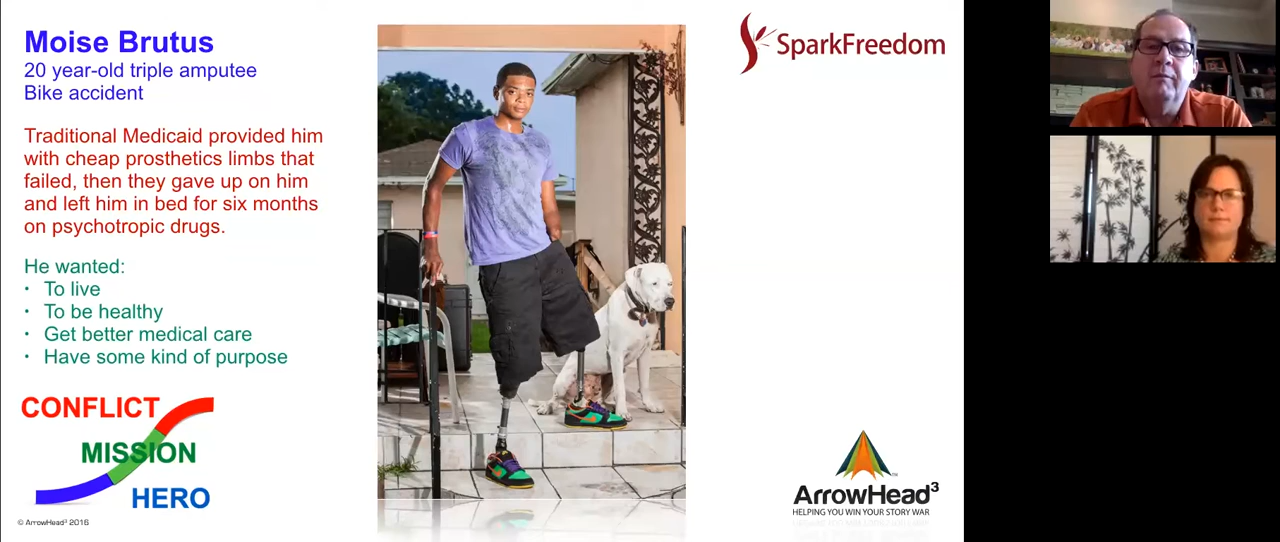 Moise Brutus
20 year-old triple amputee
Bike accident
Traditional Medicaid provided him
with cheap prosthetics limbs that
failed, then they gave up on him
and left him in bed for six months
on psychotropic drugs.
He wanted:
· To live
· To be healthy
· Get better medical care
· Have some kind of purpose
CONFLICT
MISSION
HERO
© ArrowHead³ 2016
SparkFreedom
ArrowHead³
HELPING YOU WIN YOUR STORY WAR